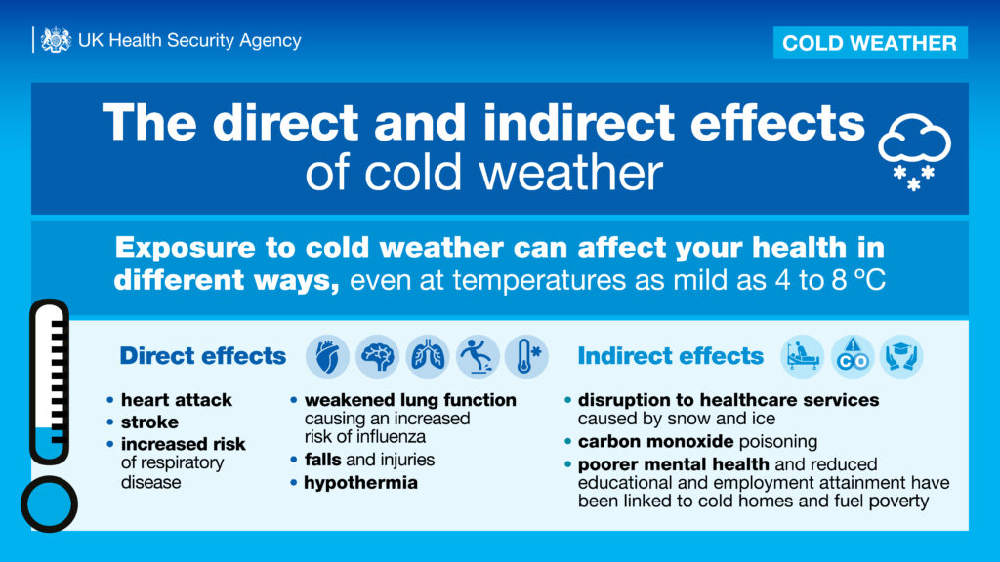 UK Health Security Agency
COLD WEATHER
The direct and indirect effects
of cold weather
Exposure to cold weather can affect your health in
different ways, even at temperatures as mild as 4 to 8 ºC
Direct effects
• heart attack
• stroke
• increased risk
of respiratory
disease
• weakened lung function
causing an increased
risk of influenza
• falls and injuries
• hypothermia
Indirect effects
CO
• disruption to healthcare services
caused by snow and ice
• carbon monoxide poisoning
• poorer mental health and reduced
educational and employment attainment have
been linked to cold homes and fuel poverty